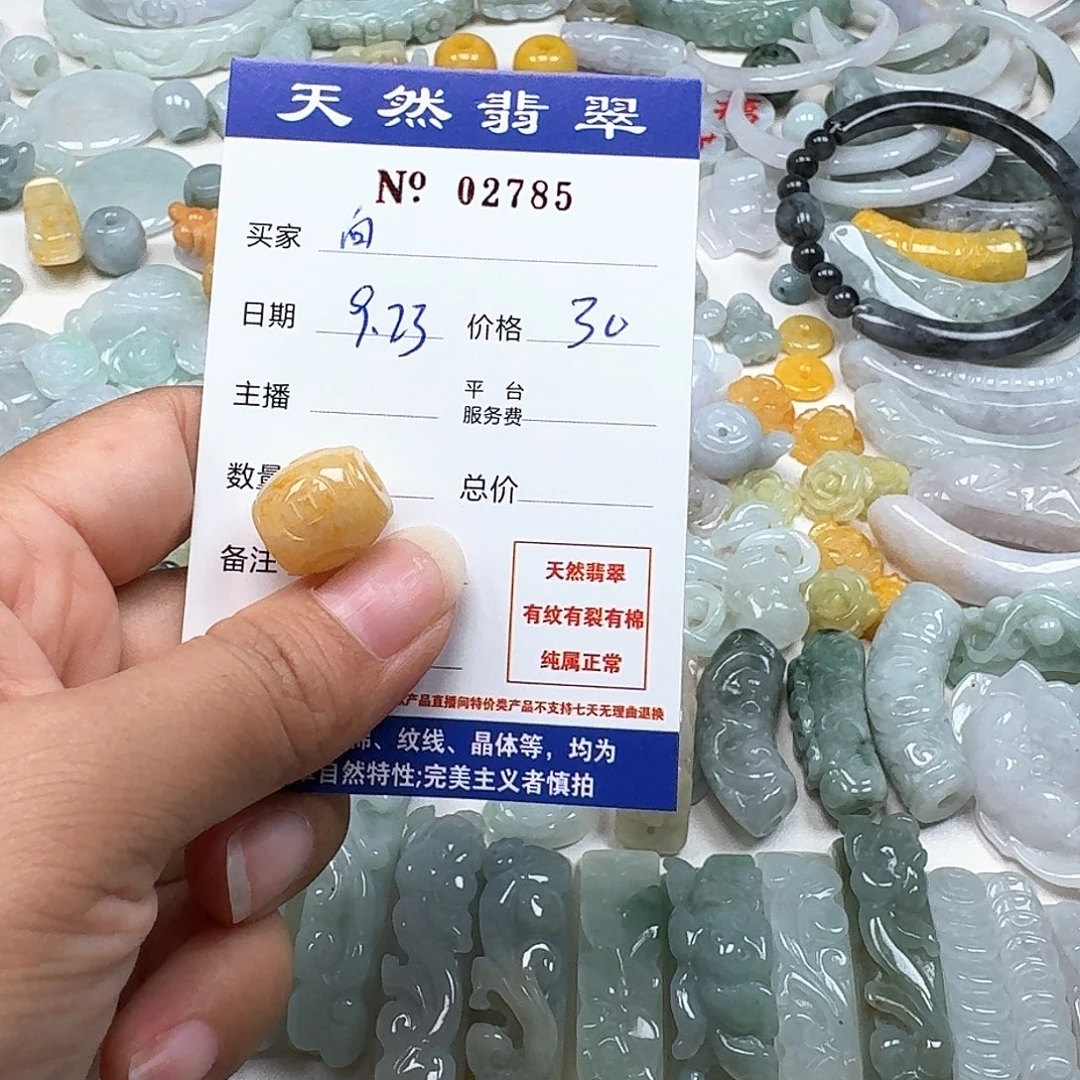 天然翡翠
Nº 02785
买家 向
日期 9.23 价格 30
主播 平台服务费
数量 总价
备注
天然翡翠
有纹有裂有棉
纯属正常
产品直播间特价类产品不支持七天无理由退换
、纹线、晶体等,均为
自然特性;完美主义者慎拍